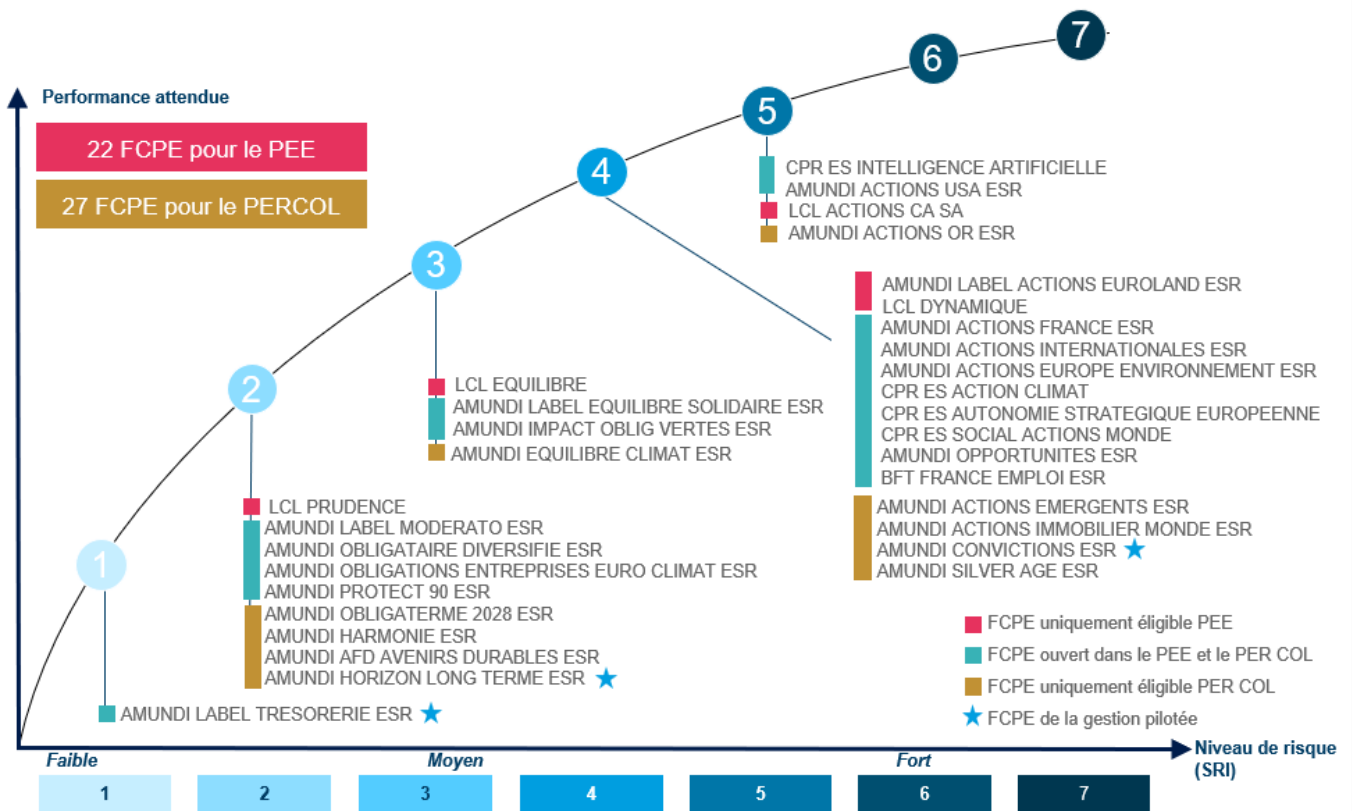 7
6
Performance attendue
5
22 FCPE pour le PEE
4
CPR ES INTELLIGENCE ARTIFICIELLE
AMUNDI ACTIONS USA ESR
27 FCPE pour le PERCOL
LCL ACTIONS CA SA
AMUNDI ACTIONS OR ESR
3
AMUNDI LABEL ACTIONS EUROLAND ESR
LCL DYNAMIQUE
AMUNDI ACTIONS FRANCE ESR
AMUNDI ACTIONS INTERNATIONALES ESR
AMUNDI ACTIONS EUROPE ENVIRONNEMENT ESR
CPR ES ACTION CLIMAT
CPR ES AUTONOMIE STRATEGIQUE EUROPEENNE
CPR ES SOCIAL ACTIONS MONDE
AMUNDI OPPORTUNITES ESR
BFT FRANCE EMPLOI ESR
AMUNDI ACTIONS EMERGENTS ESR
AMUNDI ACTIONS IMMOBILIER MONDE ESR
AMUNDI CONVICTIONS ESR
AMUNDI SILVER AGE ESR
2
LCL EQUILIBRE
AMUNDI LABEL EQUILIBRE SOLIDAIRE ESR
AMUNDI IMPACT OBLIG VERTES ESR
AMUNDI EQUILIBRE CLIMAT ESR
LCL PRUDENCE
AMUNDI LABEL MODERATO ESR
AMUNDI OBLIGATAIRE DIVERSIFIE ESR
AMUNDI OBLIGATIONS ENTREPRISES EURO CLIMAT ESR
AMUNDI PROTECT 90 ESR
AMUNDI OBLIGATERME 2028 ESR
AMUNDI HARMONIE ESR
AMUNDI AFD AVENIRS DURABLES ESR
AMUNDI HORIZON LONG TERME ESR
1
AMUNDI LABEL TRESORERIE ESR
FCPE uniquement éligible PEE
FCPE ouvert dans le PEE et le PER COL
FCPE uniquement éligible PER COL
FCPE de la gestion pilotée
Niveau de risque
(SRI)
Faible
Moyen
Fort
1
2
3
4
5
6
7